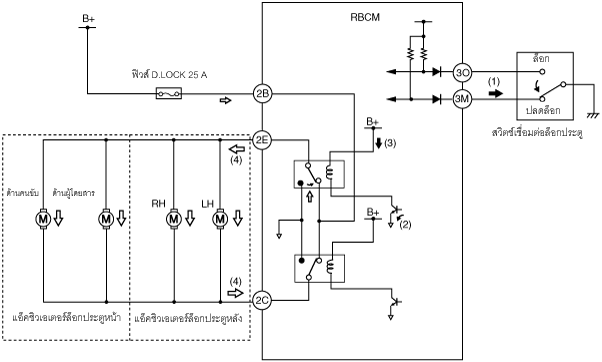 B+
RBCM
ฟิวส์ D.LOCK 25 A
3O
(1)
ล็อก
ปลดล็อก
สวิตช์เชื่อมต่อล็อกประตู
2B
3M
2E
B+
(3)
(4)
ด้านคนขับ
ด้านผู้โดยสาร
RH
LH
M
M
M
M
B+
(2)
(4)
2C
แอ็คชิวเอเตอร์ล็อกประตูหน้า
แอ็คชิวเอเตอร์ล็อกประตูหลัง